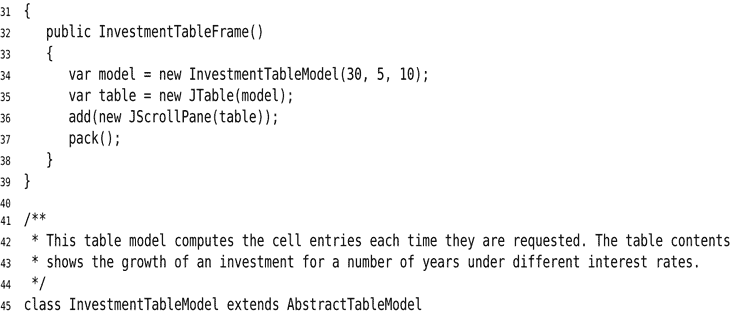 31 {
32    public InvestmentTableFrame()
33    {
34       var model = new InvestmentTableModel(30, 5, 10);
35       var table = new JTable(model);
36       add(new JScrollPane(table));
37       pack();
38    }
39 }
40
41 /**
42  * This table model computes the cell entries each time they are requested. The table contents
43  * shows the growth of an investment for a number of years under different interest rates.
44  */
45 class InvestmentTableModel extends AbstractTableModel